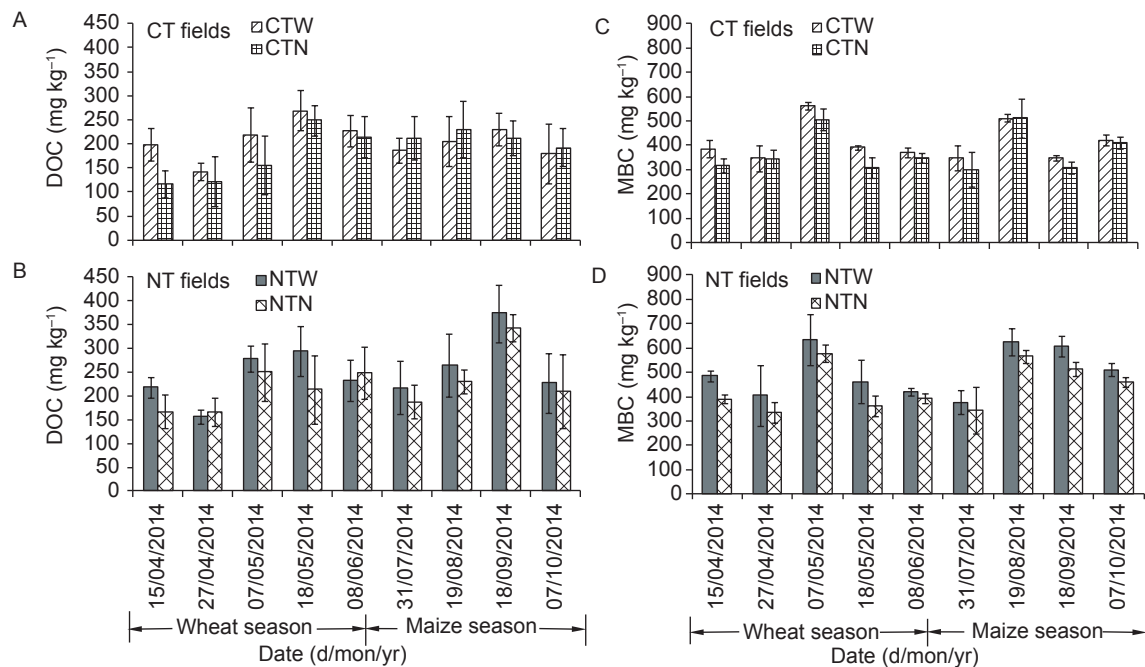 A
CT fields
CTW
CTN
DOC (mg kg⁻¹)
450
400
350
300
250
200
150
100
50
0
C
CT fields
CTW
CTN
MBC (mg kg⁻¹)
900
800
700
600
500
400
300
200
100
0
B
NT fields
NTW
NTN
DOC (mg kg⁻¹)
450
400
350
300
250
200
150
100
50
0
15/04/2014
27/04/2014
07/05/2014
18/05/2014
08/06/2014
31/07/2014
19/08/2014
18/09/2014
07/10/2014
Wheat season
Maize season
Date (d/mon/yr)
D
NT fields
NTW
NTN
MBC (mg kg⁻¹)
900
800
700
600
500
400
300
200
100
0
15/04/2014
27/04/2014
07/05/2014
18/05/2014
08/06/2014
31/07/2014
19/08/2014
18/09/2014
07/10/2014
Wheat season
Maize season
Date (d/mon/yr)